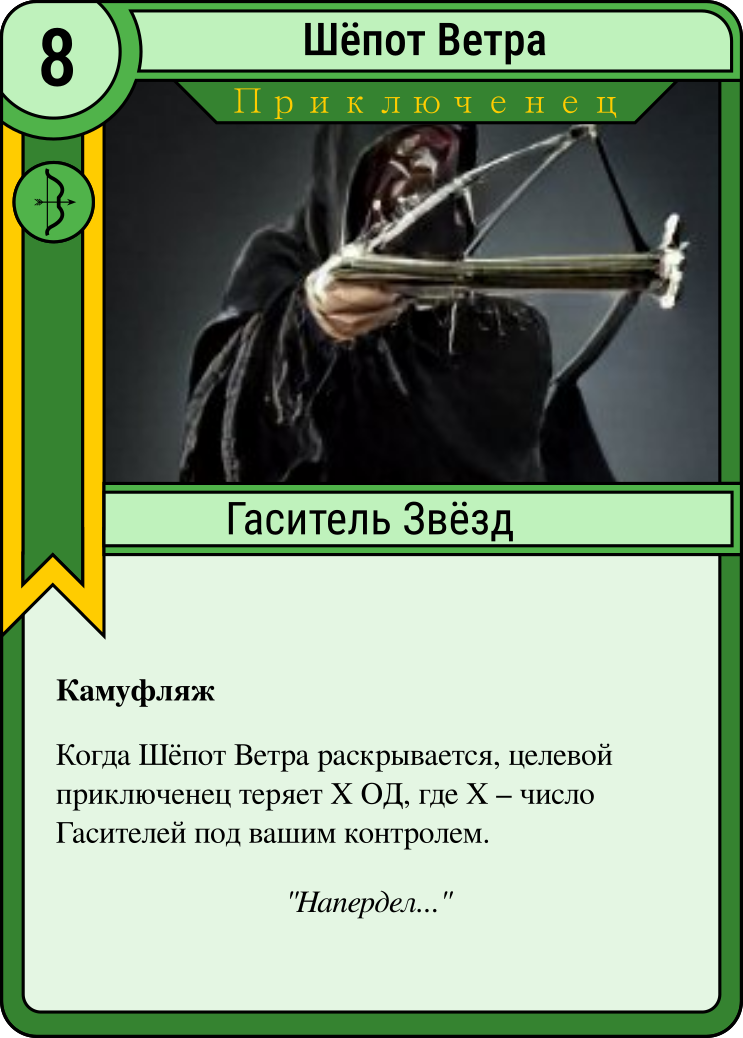 8
Шёпот Ветра
Приключенец
Гаситель Звёзд
Камуфляж
Когда Шёпот Ветра раскрывается, целевой
приключенец теряет X ОД, где X – число
Гасителей под вашим контролем.
"Напердел..."